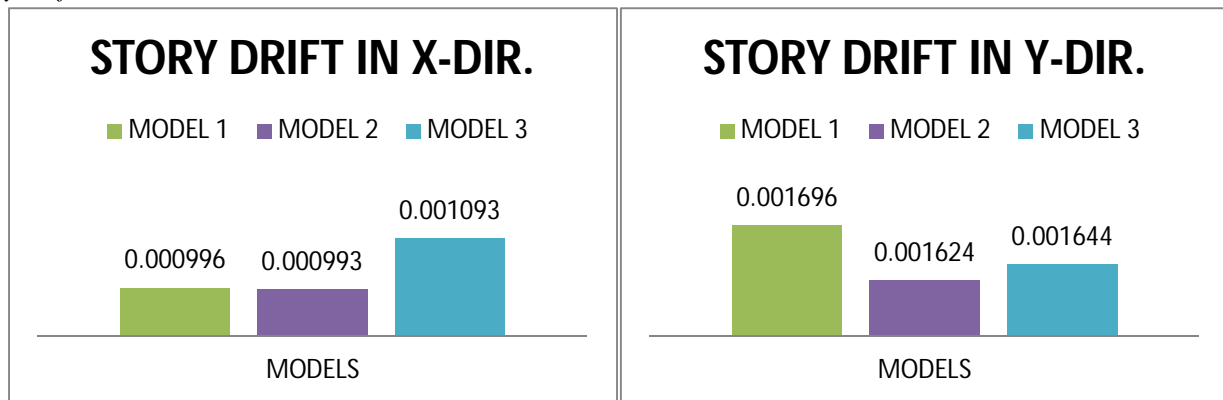 STORY DRIFT IN X-DIR.
MODEL 1 MODEL 2 MODEL 3
0.000996
0.000993
0.001093
MODELS
STORY DRIFT IN Y-DIR.
MODEL 1 MODEL 2 MODEL 3
0.001696
0.001624
0.001644
MODELS